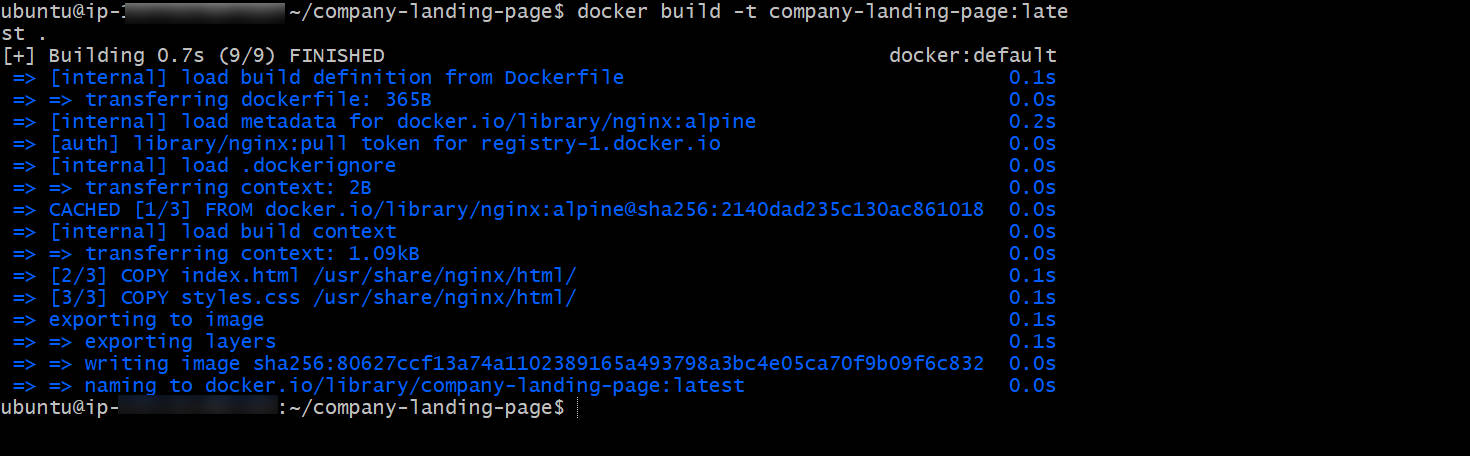 ubuntu@ip-1 ~/company-landing-page$ docker build -t company-landing-page:late
st .
[+] Building 0.7s (9/9) FINISHED docker:default
=> [internal] load build definition from Dockerfile 0.1s
=> => transferring dockerfile: 365B 0.0s
=> [internal] load metadata for docker.io/library/nginx:alpine 0.2s
=> [auth] library/nginx:pull token for registry-1.docker.io 0.0s
=> [internal] load .dockerignore 0.0s
=> => transferring context: 2B 0.0s
=> CACHED [1/3] FROM docker.io/library/nginx:alpine@sha256:2140dad235c130ac861018 0.0s
=> [internal] load build context 0.0s
=> => transferring context: 1.09kB 0.0s
=> [2/3] COPY index.html /usr/share/nginx/html/ 0.1s
=> [3/3] COPY styles.css /usr/share/nginx/html/ 0.1s
=> exporting to image 0.1s
=> => exporting layers 0.1s
=> => writing image sha256:80627ccf13a74a1102389165a493798a3bc4e05ca70f9b09f6c832 0.0s
=> => naming to docker.io/library/company-landing-page:latest 0.0s
ubuntu@ip- :~/company-landing-page$